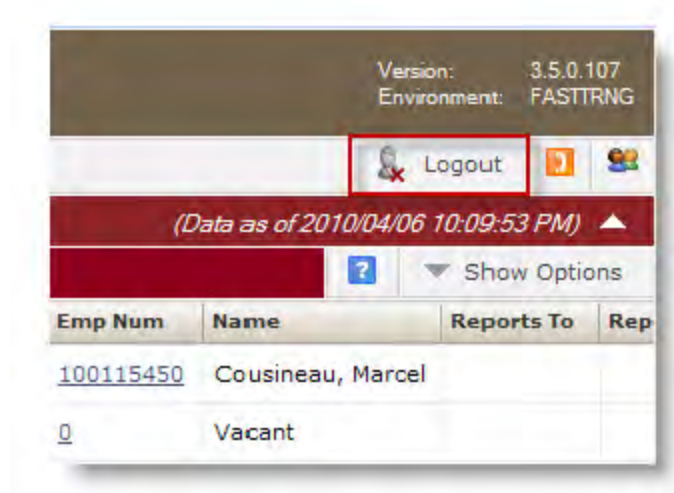 Version: 3.5.0.107
Environment: FASTTRNG
Logout
(Data as of 2010/04/06 10:09:53 PM)
? Show Options
Emp Num Name Reports To Rep
100115450 Cousineau, Marcel
0 Vacant